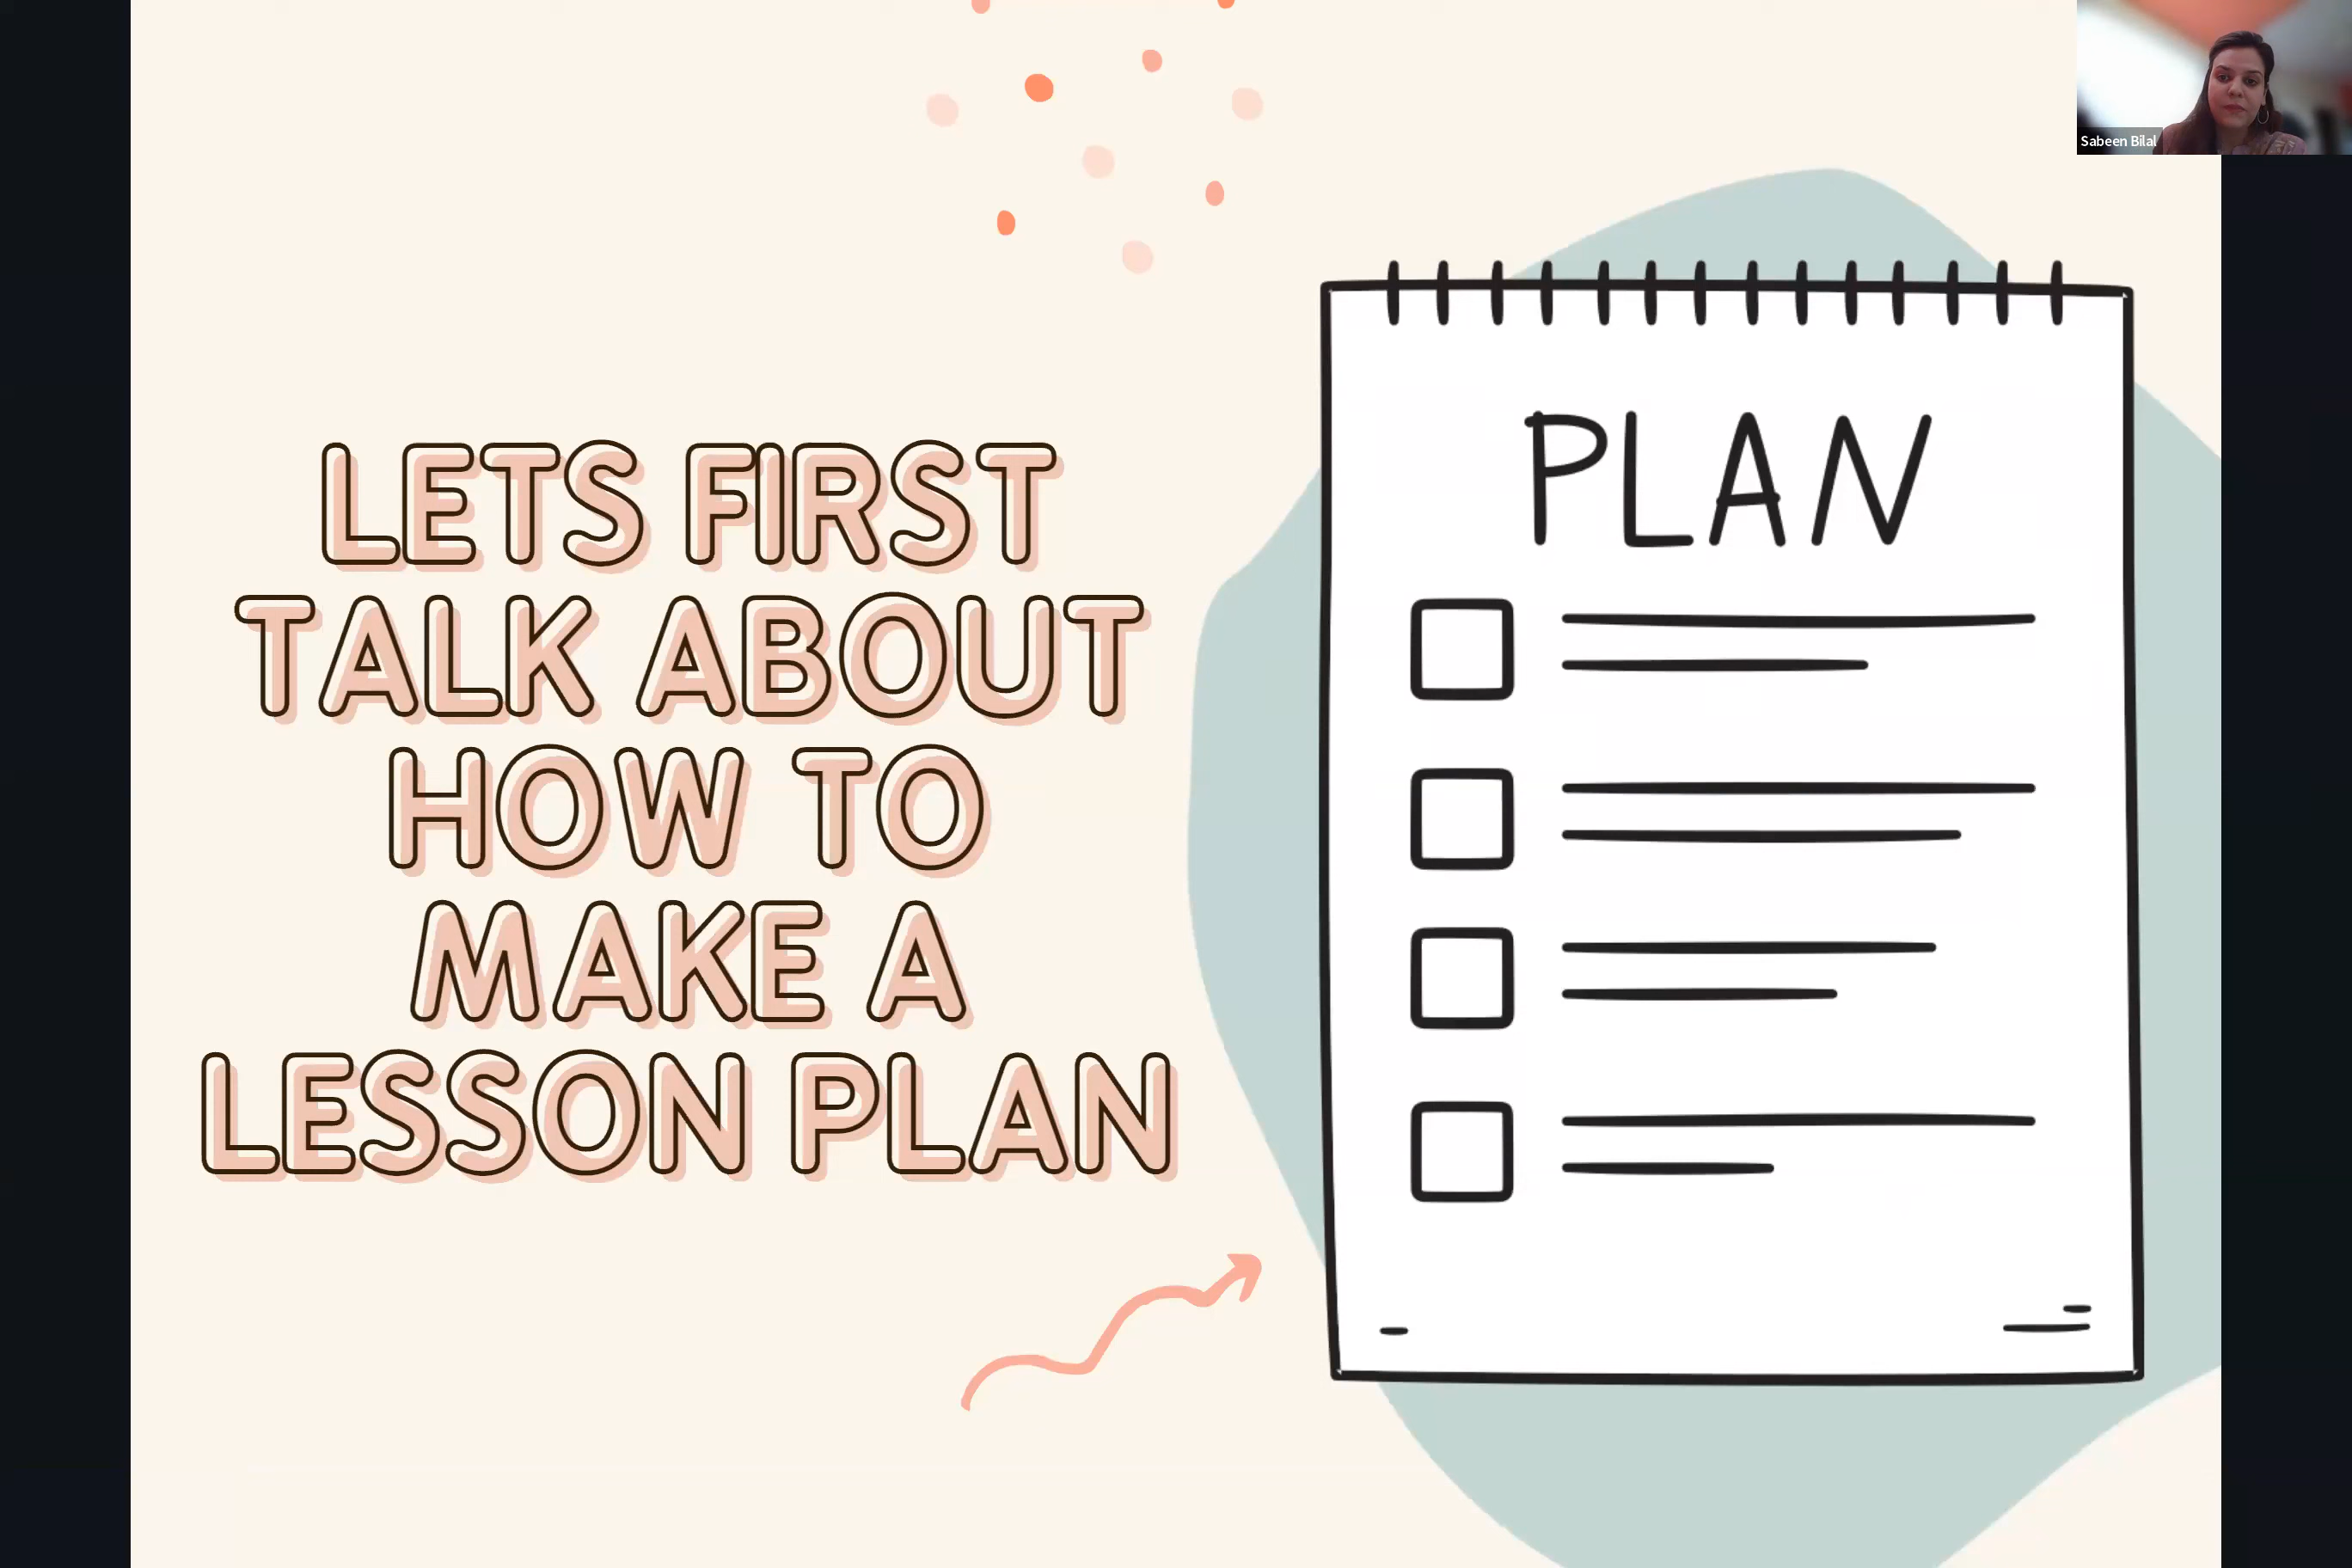 Sabeen Bilal
LETS FIRST
TALK ABOUT
HOW TO
MAKE A
LESSON PLAN
PLAN